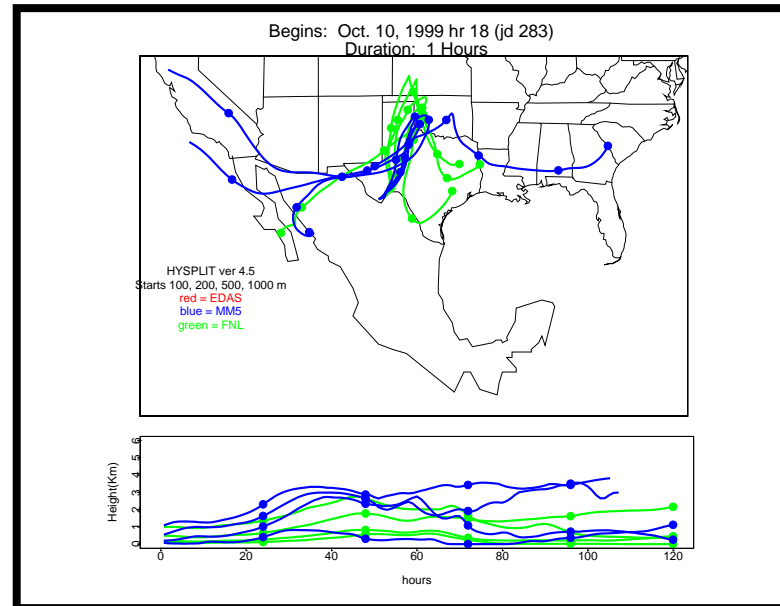 Begins: Oct. 10, 1999 hr 18 (jd 283)
Duration: 1 Hours
HYSPLIT ver 4.5
Starts 100, 200, 500, 1000 m
red = EDAS
blue = MM5
green = FNL
Height(Km)
6
5
4
3
2
1
0
0 20 40 60 80 100 120
hours